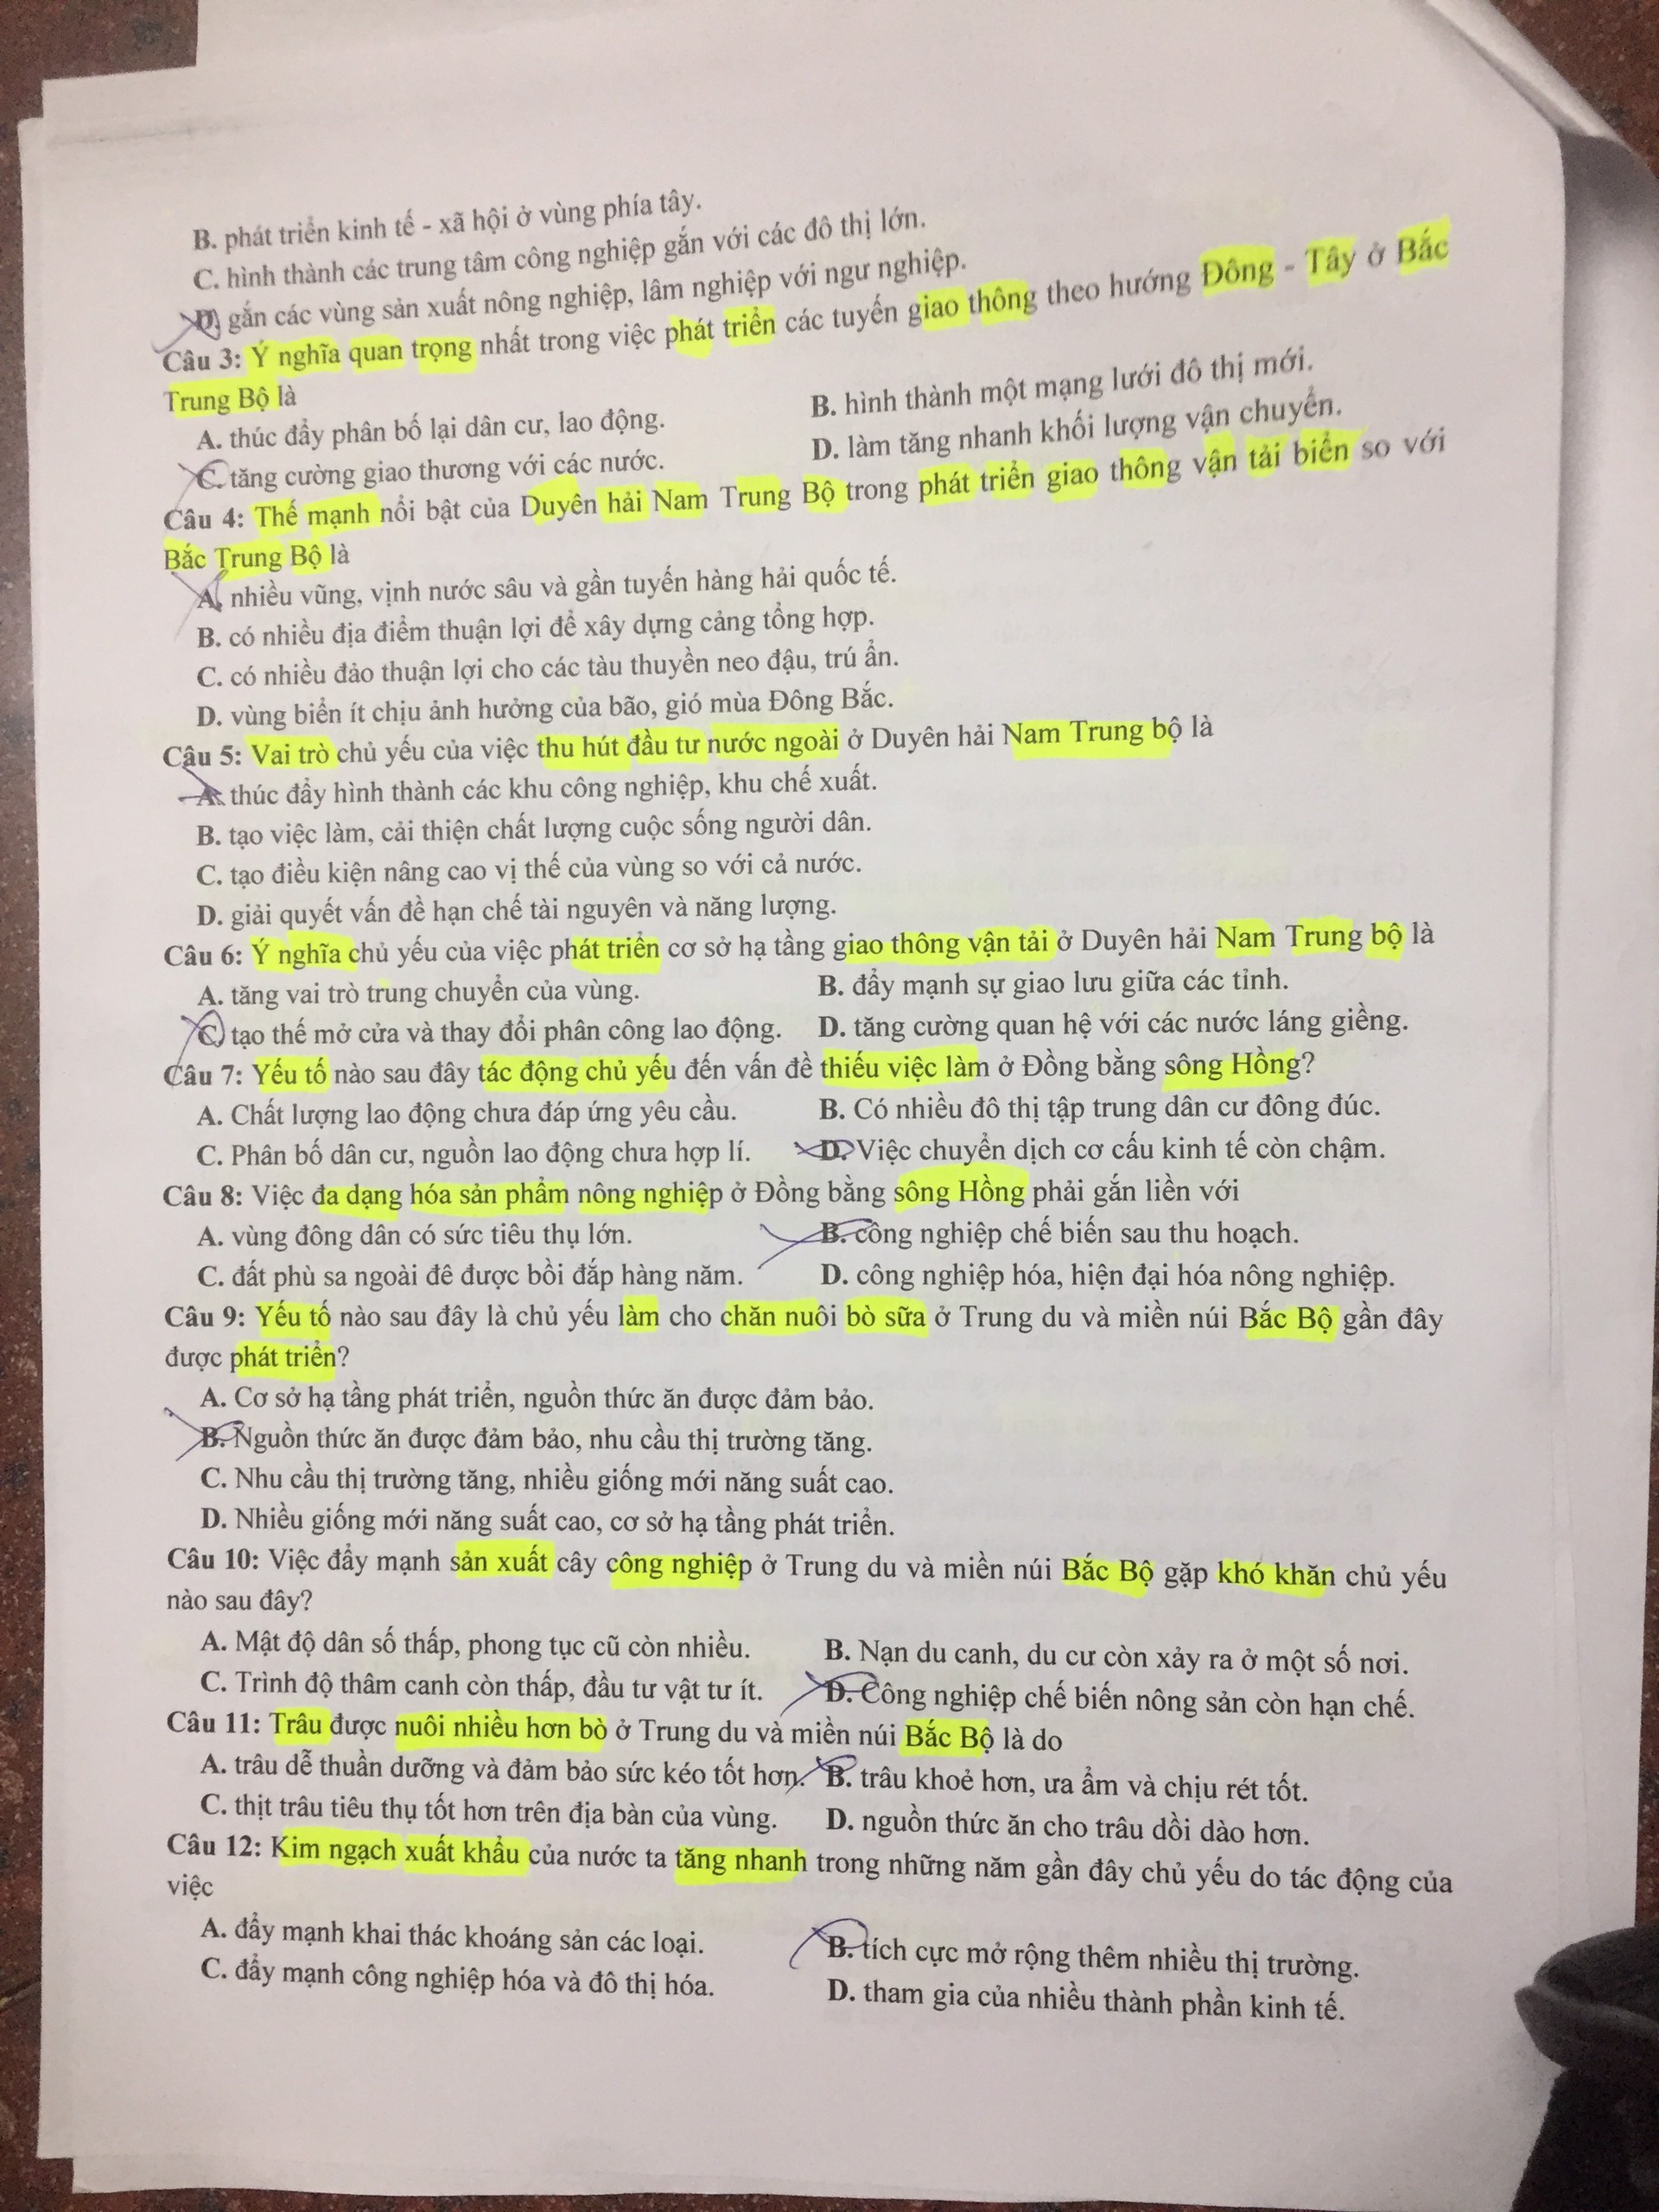 B. phát triển kinh tế - xã hội ở vùng phía tây.
C. hình thành các trung tâm công nghiệp gắn với các đô thị lớn.
D. gắn các vùng sản xuất nông nghiệp, lâm nghiệp với ngư nghiệp.
Câu 3: Ý nghĩa quan trọng nhất trong việc phát triển các tuyến giao thông theo hướng Đông - Tây ở Bắc
Trung Bộ là
A. thúc đẩy phân bố lại dân cư, lao động. B. hình thành một mạng lưới đô thị mới.
C. tăng cường giao thương với các nước. D. làm tăng nhanh khối lượng vận chuyển.
Câu 4: Thế mạnh nổi bật của Duyên hải Nam Trung Bộ trong phát triển giao thông vận tải biển so với
Bắc Trung Bộ là
A. nhiều vũng, vịnh nước sâu và gần tuyến hàng hải quốc tế.
B. có nhiều địa điểm thuận lợi để xây dựng cảng tổng hợp.
C. có nhiều đảo thuận lợi cho các tàu thuyền neo đậu, trú ẩn.
D. vùng biển ít chịu ảnh hưởng của bão, gió mùa Đông Bắc.
Câu 5: Vai trò chủ yếu của việc thu hút đầu tư nước ngoài ở Duyên hải Nam Trung bộ là
A. thúc đẩy hình thành các khu công nghiệp, khu chế xuất.
B. tạo việc làm, cải thiện chất lượng cuộc sống người dân.
C. tạo điều kiện nâng cao vị thế của vùng so với cả nước.
D. giải quyết vấn đề hạn chế tài nguyên và năng lượng.
Câu 6: Ý nghĩa chủ yếu của việc phát triển cơ sở hạ tầng giao thông vận tải ở Duyên hải Nam Trung bộ là
A. tăng vai trò trung chuyển của vùng. B. đẩy mạnh sự giao lưu giữa các tỉnh.
C. tạo thế mở cửa và thay đổi phân công lao động. D. tăng cường quan hệ với các nước láng giềng.
Câu 7: Yếu tố nào sau đây tác động chủ yếu đến vấn đề thiếu việc làm ở Đồng bằng sông Hồng?
A. Chất lượng lao động chưa đáp ứng yêu cầu. B. Có nhiều đô thị tập trung dân cư đông đúc.
C. Phân bố dân cư, nguồn lao động chưa hợp lí. D. Việc chuyển dịch cơ cấu kinh tế còn chậm.
Câu 8: Việc đa dạng hóa sản phẩm nông nghiệp ở Đồng bằng sông Hồng phải gắn liền với
A. vùng đông dân có sức tiêu thụ lớn. B. công nghiệp chế biến sau thu hoạch.
C. đất phù sa ngoài đê được bồi đắp hàng năm. D. công nghiệp hóa, hiện đại hóa nông nghiệp.
Câu 9: Yếu tố nào sau đây là chủ yếu làm cho chăn nuôi bò sữa ở Trung du và miền núi Bắc Bộ gần đây
được phát triển?
A. Cơ sở hạ tầng phát triển, nguồn thức ăn được đảm bảo.
B. Nguồn thức ăn được đảm bảo, nhu cầu thị trường tăng.
C. Nhu cầu thị trường tăng, nhiều giống mới năng suất cao.
D. Nhiều giống mới năng suất cao, cơ sở hạ tầng phát triển.
Câu 10: Việc đẩy mạnh sản xuất cây công nghiệp ở Trung du và miền núi Bắc Bộ gặp khó khăn chủ yếu
nào sau đây?
A. Mật độ dân số thấp, phong tục cũ còn nhiều. B. Nạn du canh, du cư còn xảy ra ở một số nơi.
C. Trình độ thâm canh còn thấp, đầu tư vật tư ít. D. Công nghiệp chế biến nông sản còn hạn chế.
Câu 11: Trâu được nuôi nhiều hơn bò ở Trung du và miền núi Bắc Bộ là do
A. trâu dễ thuần dưỡng và đảm bảo sức kéo tốt hơn. B. trâu khoẻ hơn, ưa ẩm và chịu rét tốt.
C. thịt trâu tiêu thụ tốt hơn trên địa bàn của vùng. D. nguồn thức ăn cho trâu dồi dào hơn.
Câu 12: Kim ngạch xuất khẩu của nước ta tăng nhanh trong những năm gần đây chủ yếu do tác động của
việc
A. đẩy mạnh khai thác khoáng sản các loại. B. tích cực mở rộng thêm nhiều thị trường.
C. đẩy mạnh công nghiệp hóa và đô thị hóa. D. tham gia của nhiều thành phần kinh tế.